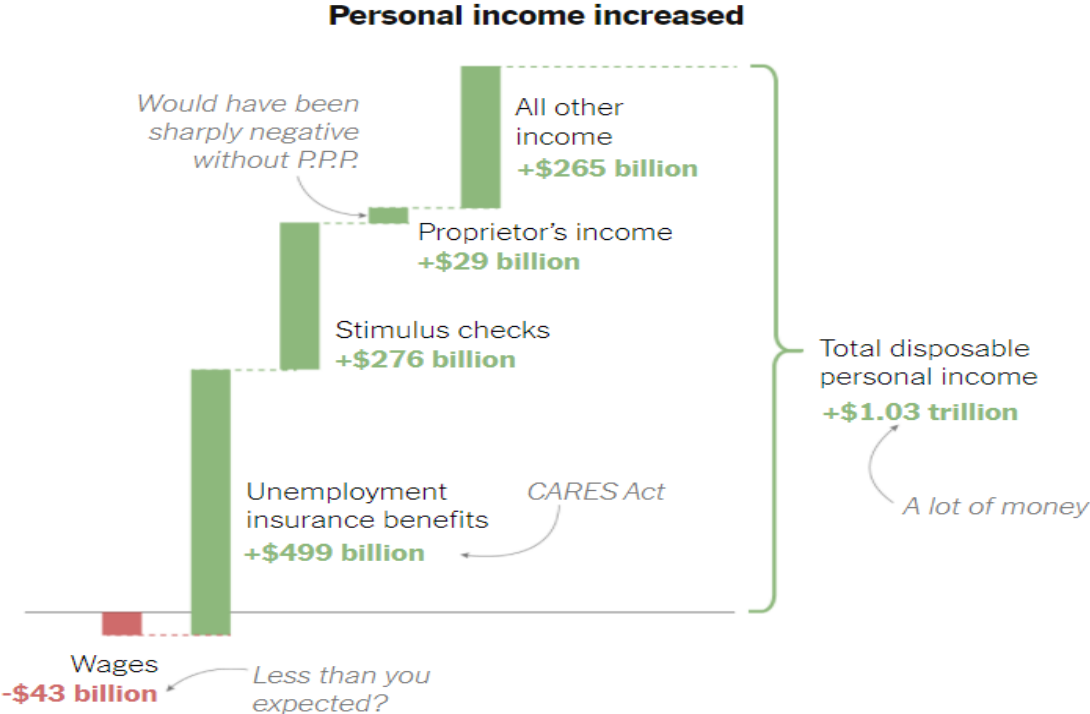 Personal income increased
Would have been
sharply negative
without P.P.P.
All other
income
+$265 billion
Proprietor’s income
+$29 billion
Stimulus checks
+$276 billion
Total disposable
personal income
+$1.03 trillion
A lot of money
Unemployment
insurance benefits
+$499 billion
CARES Act
Wages
-$43 billion
Less than you
expected?